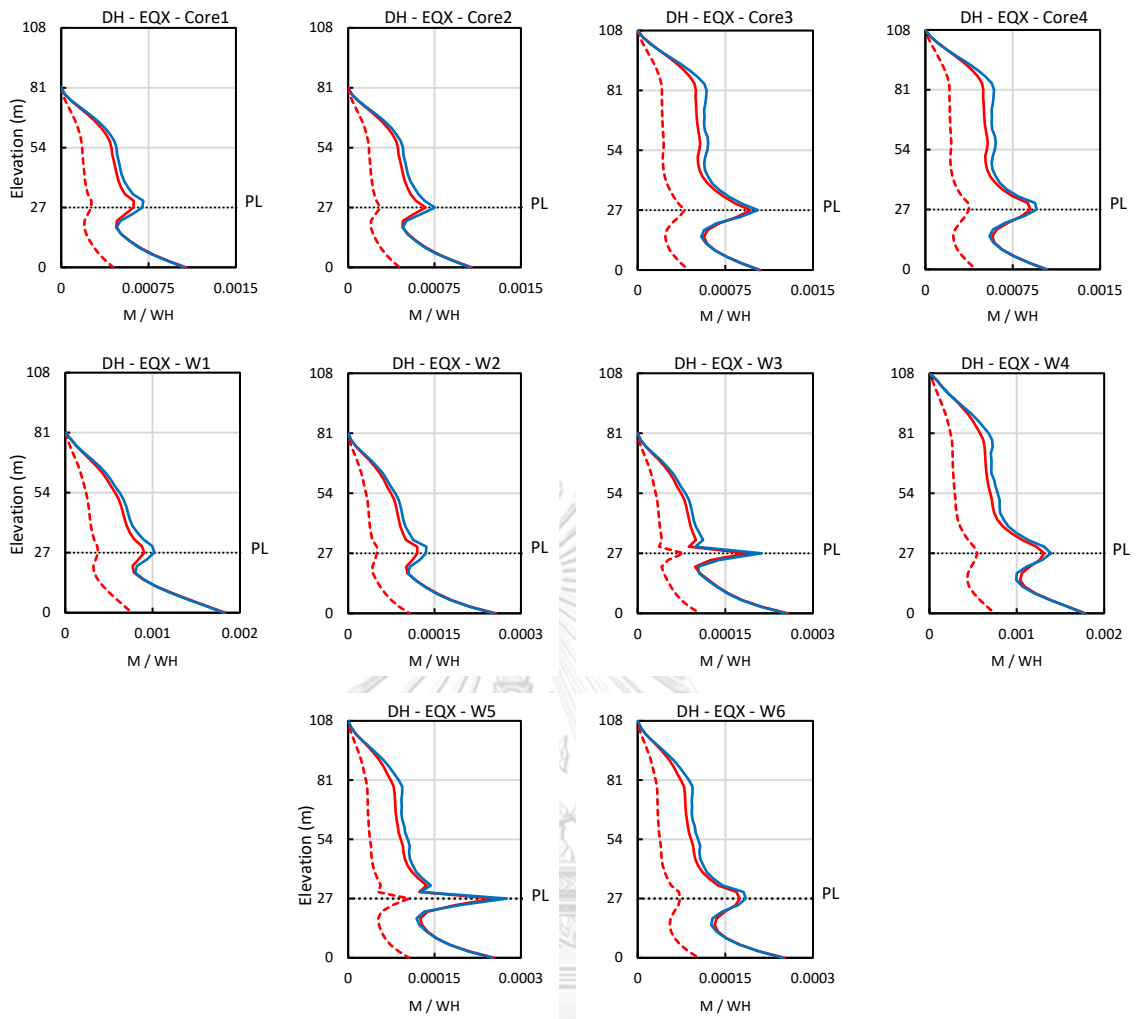 DH - EQX - Core1 DH - EQX - Core2 DH - EQX - Core3 DH - EQX - Core4
108 108 108 108
81 81 81 81
54 54 54 54
27 PL 27 PL 27 PL 27 PL
0 0 0 0
Elevation (m)
0 0.00075 0.0015 0 0.00075 0.0015 0 0.00075 0.0015 0 0.00075 0.0015
M / WH M / WH M / WH M / WH
DH - EQX - W1 DH - EQX - W2 DH - EQX - W3 DH - EQX - W4
108 108 108 108
81 81 81 81
54 54 54 54
27 PL 27 PL 27 PL 27 PL
0 0 0 0
Elevation (m)
0 0.001 0.002 0 0.00015 0.0003 0 0.00015 0.0003 0 0.001 0.002
M / WH M / WH M / WH M / WH
DH - EQX - W5 DH - EQX - W6
108 108
81 81
54 54
27 PL 27 PL
0 0
Elevation (m)
0 0.00015 0.0003 0 0.00015 0.0003
M / WH M / WH